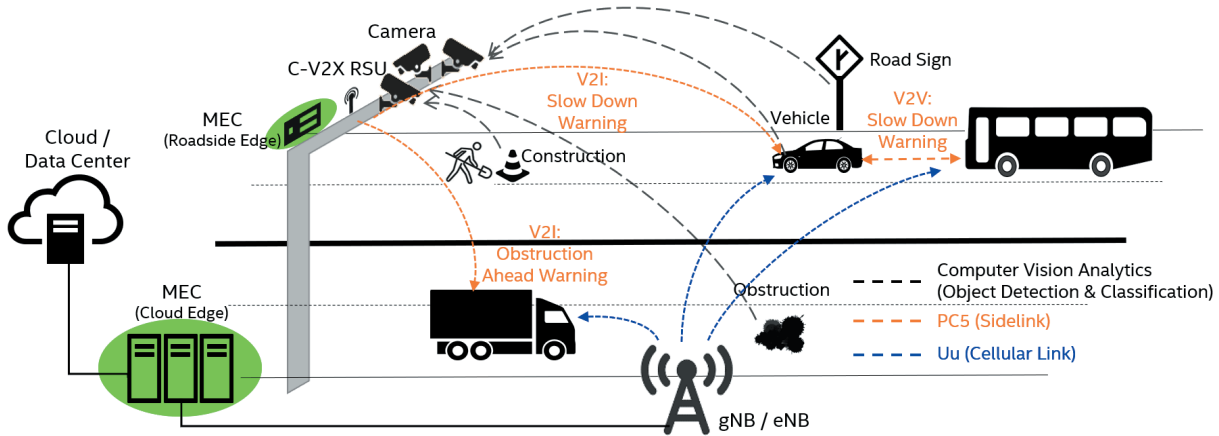 Camera
C-V2X RSU
MEC
(Roadside Edge)
Cloud /
Data Center
V2I:
Slow Down
Warning
Construction
Vehicle
Road Sign
V2V:
Slow Down
Warning
V2I:
Obstruction
Ahead Warning
MEC
(Cloud Edge)
Obstruction
gNB / eNB
Computer Vision Analytics
(Object Detection & Classification)
PC5 (Sidelink)
Uu (Cellular Link)